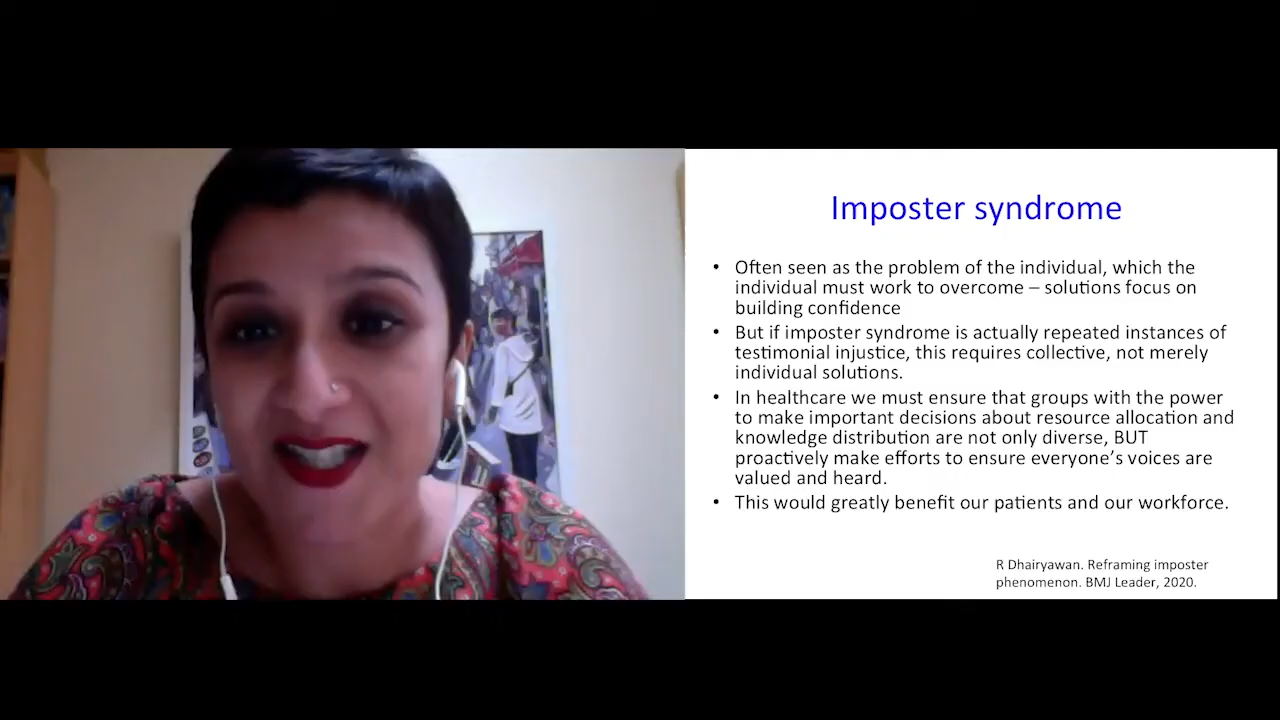 Imposter syndrome
• Often seen as the problem of the individual, which the
individual must work to overcome – solutions focus on
building confidence
• But if imposter syndrome is actually repeated instances of
testimonial injustice, this requires collective, not merely
individual solutions.
• In healthcare we must ensure that groups with the power
to make important decisions about resource allocation and
knowledge distribution are not only diverse, BUT
proactively make efforts to ensure everyone’s voices are
valued and heard.
• This would greatly benefit our patients and our workforce.
R Dhairyawan. Reframing imposter
phenomenon. BMJ Leader, 2020.